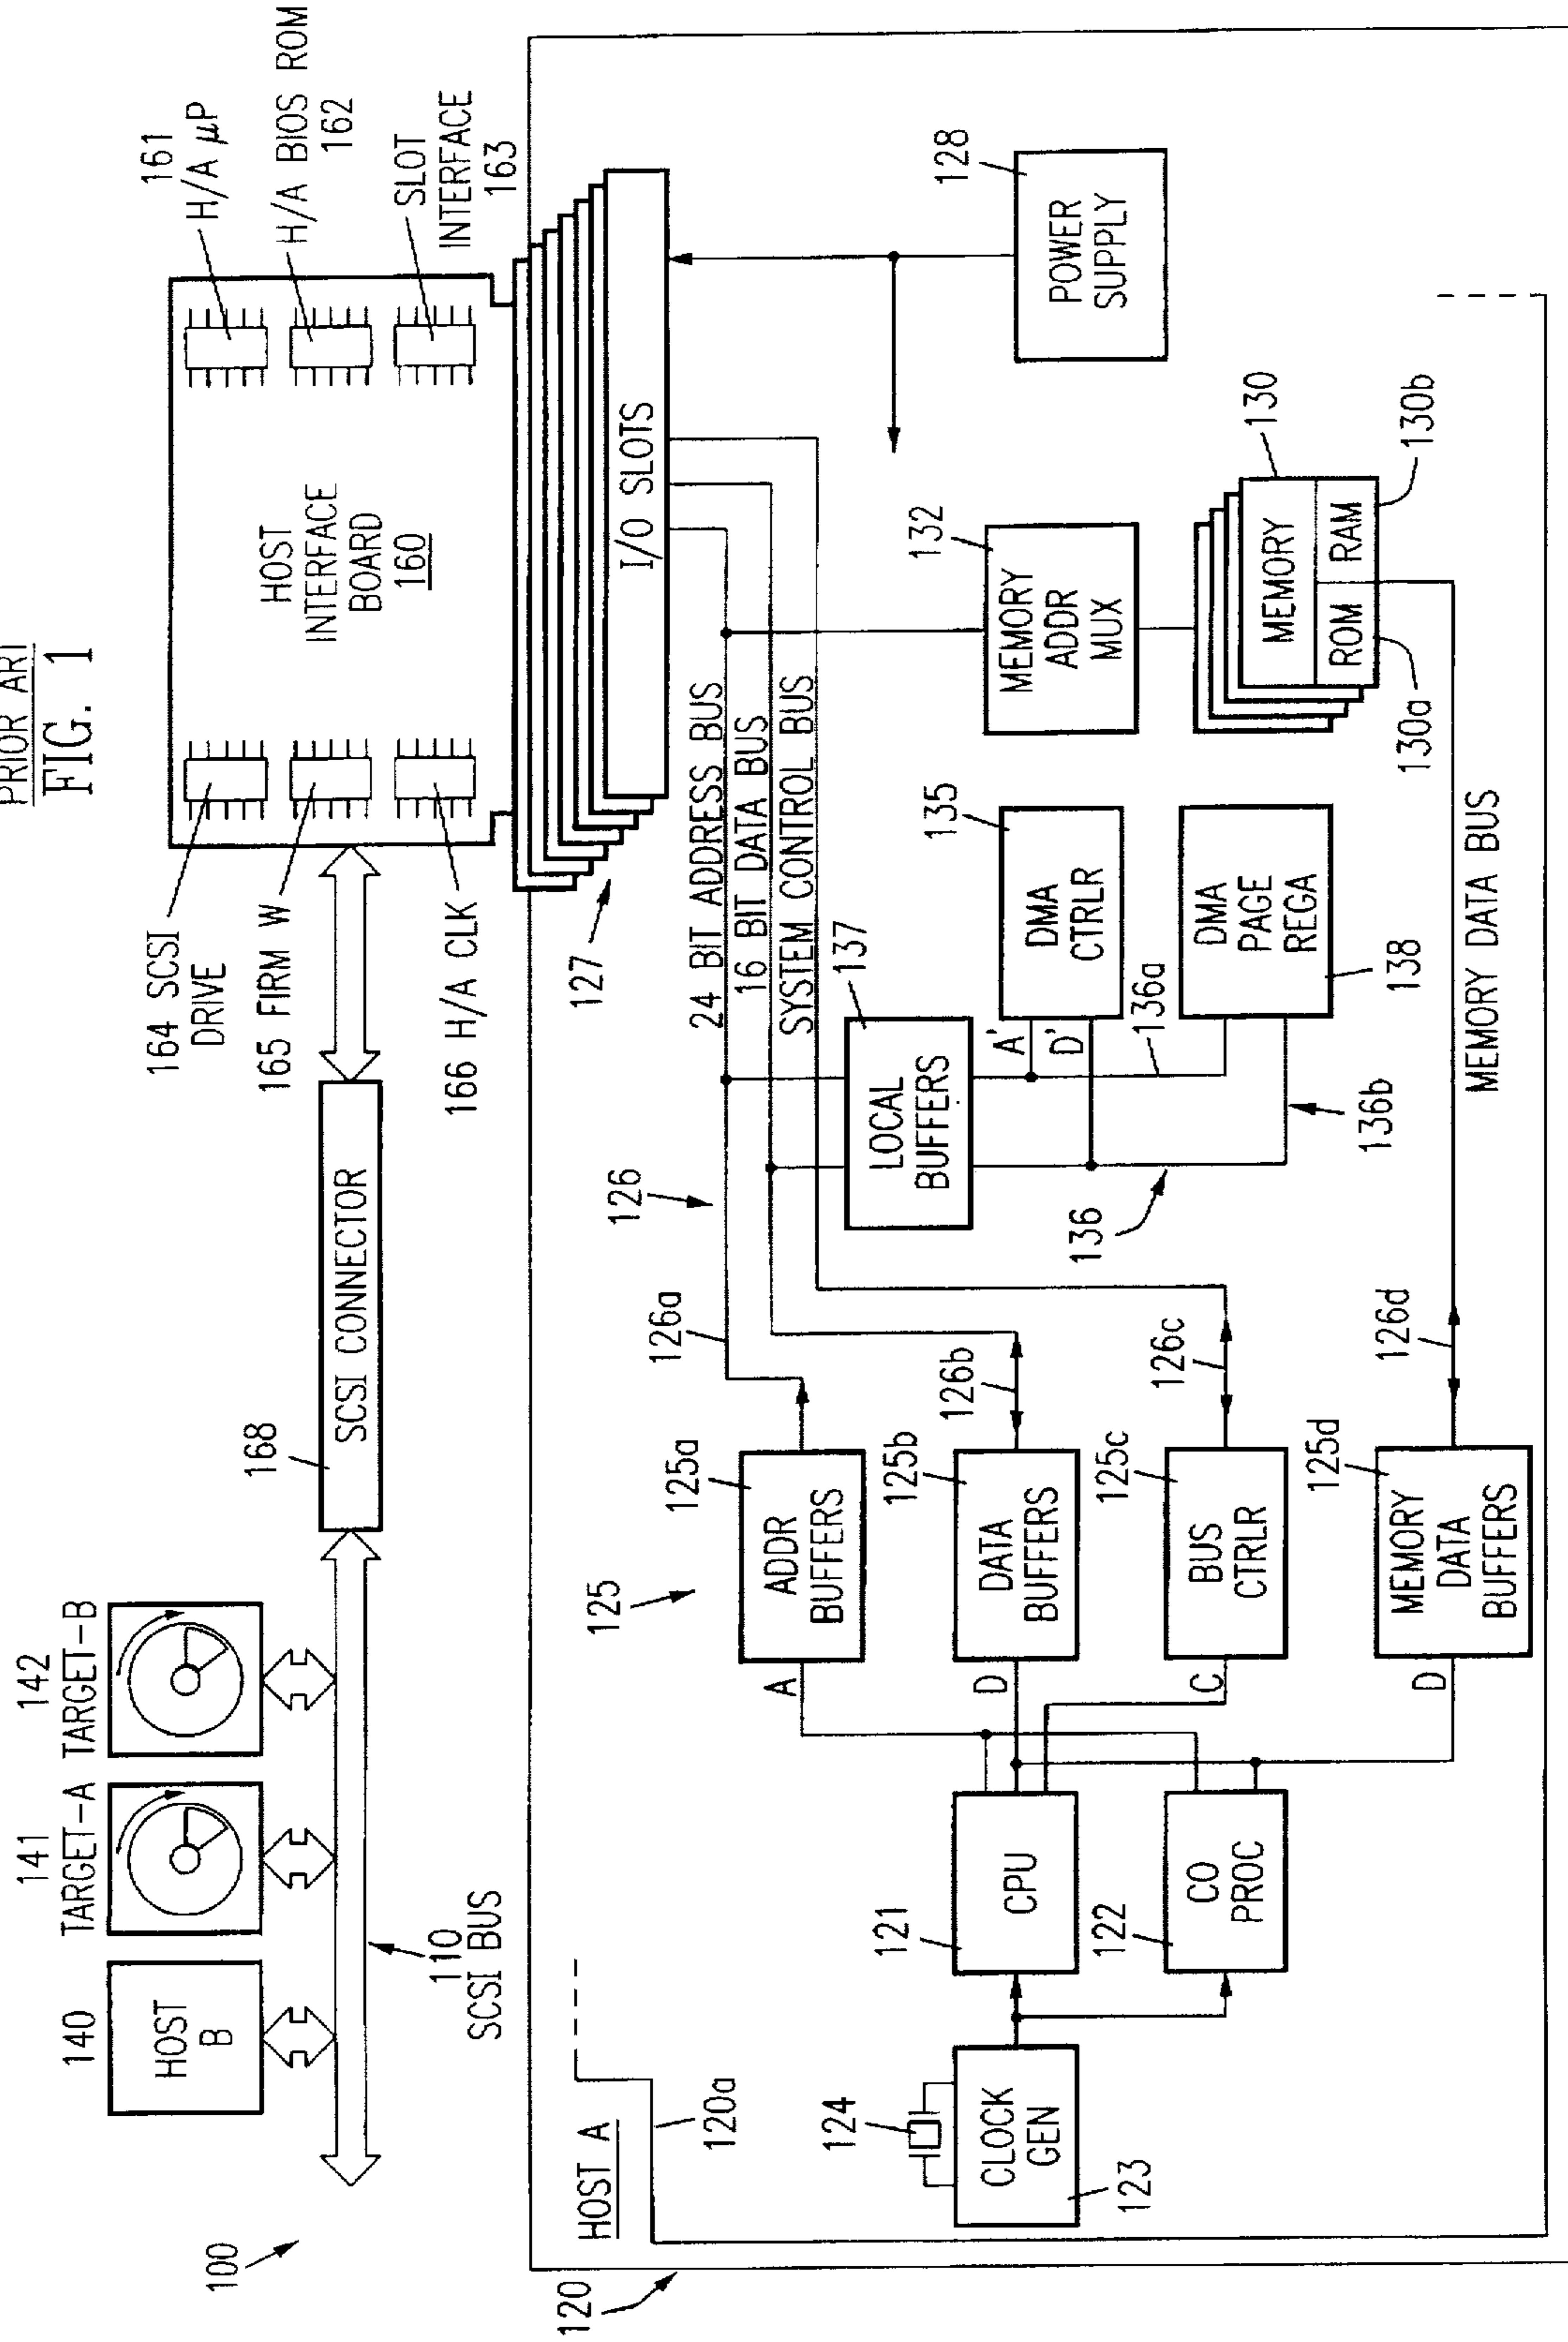 PRIOR ART
FIG. 1
100
140
HOST
B
141
TARGET-A
142
TARGET-B
110
SCSI BUS
168
SCSI CONNECTOR
164 SCSI
DRIVE
165 FIRM W
166 H/A CLK
HOST
INTERFACE
BOARD
160
161
H/A μP
H/A BIOS ROM
162
SLOT
INTERFACE
163
120
HOST A
120a
127
I/O SLOTS
124
CLOCK
GEN
123
121
CPU
122
CO
PROC
125
A
125a
ADDR
BUFFERS
D
125b
DATA
BUFFERS
C
125c
BUS
CTRLR
D
125d
MEMORY
DATA
BUFFERS
126
126a
126b
126c
126d
24 BIT ADDRESS BUS
16 BIT DATA BUS
SYSTEM CONTROL BUS
137
LOCAL
BUFFERS
A'
D'
135
DMA
CTRLR
136a
DMA
PAGE
REGA
138
136
136b
132
MEMORY
ADDR
MUX
130
MEMORY
ROM
RAM
130a
130b
MEMORY DATA BUS
128
POWER
SUPPLY